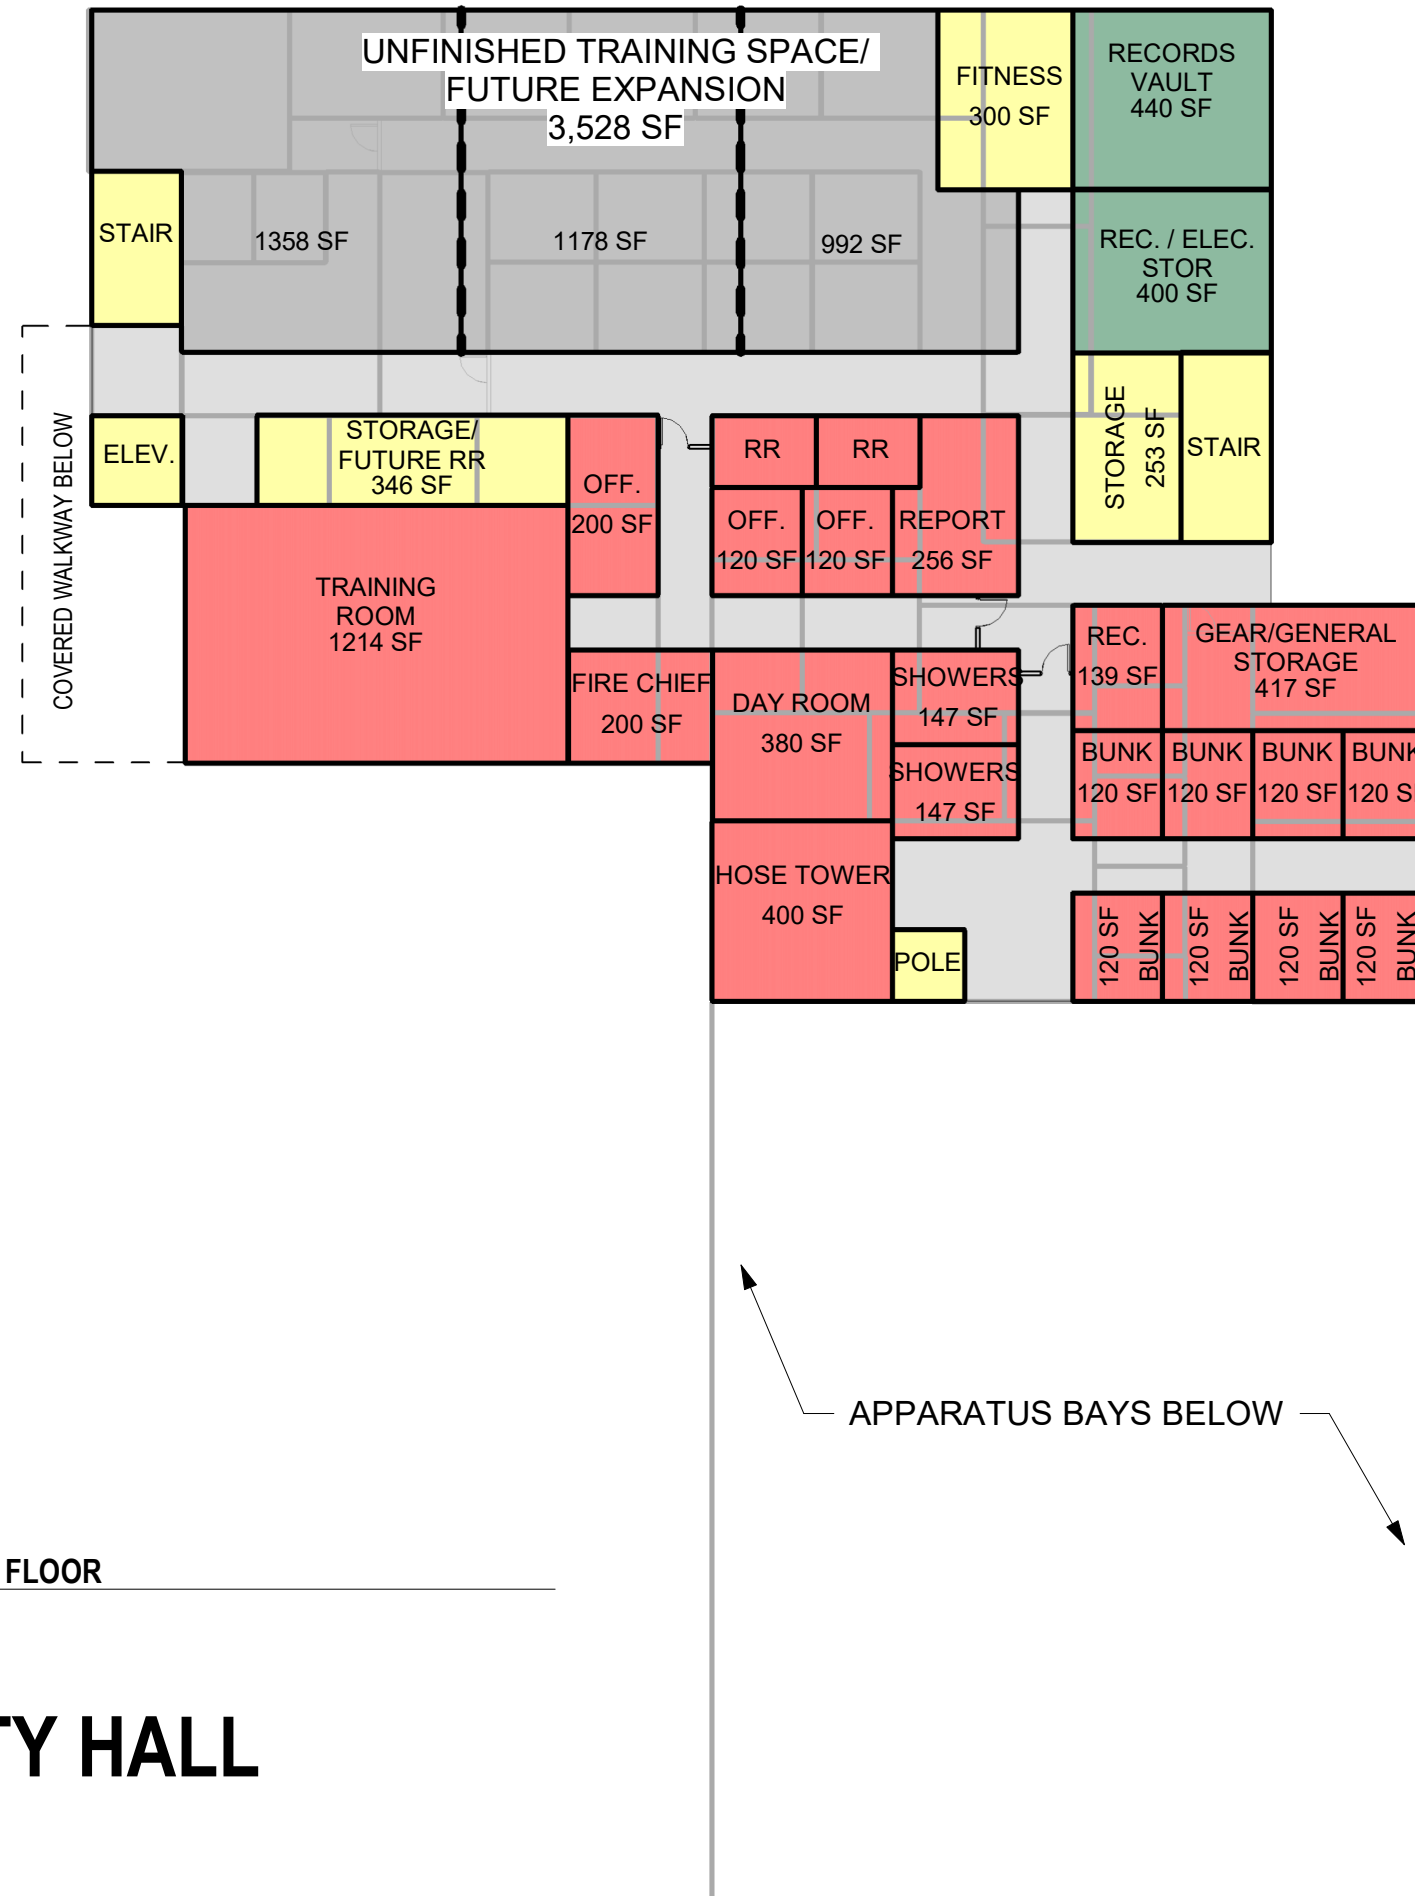 UNFINISHED TRAINING SPACE/
FUTURE EXPANSION
3,528 SF
FITNESS
300 SF
RECORDS
VAULT
440 SF
STAIR
1358 SF
1178 SF
992 SF
REC. / ELEC.
STOR
400 SF
COVERED WALKWAY BELOW
ELEV.
STORAGE/
FUTURE RR
346 SF
OFF.
200 SF
RR
RR
OFF.
120 SF
OFF.
120 SF
REPORT
256 SF
STORAGE
253 SF
STAIR
TRAINING
ROOM
1214 SF
FIRE CHIEF
200 SF
DAY ROOM
380 SF
SHOWERS
147 SF
SHOWERS
147 SF
REC.
139 SF
GEAR/GENERAL
STORAGE
417 SF
BUNK
120 SF
BUNK
120 SF
BUNK
120 SF
BUNK
120 S
HOSE TOWER
400 SF
POLE
120 SF
BUNK
120 SF
BUNK
120 SF
BUNK
120 SF
BUNK
APPARATUS BAYS BELOW
FLOOR
TY HALL